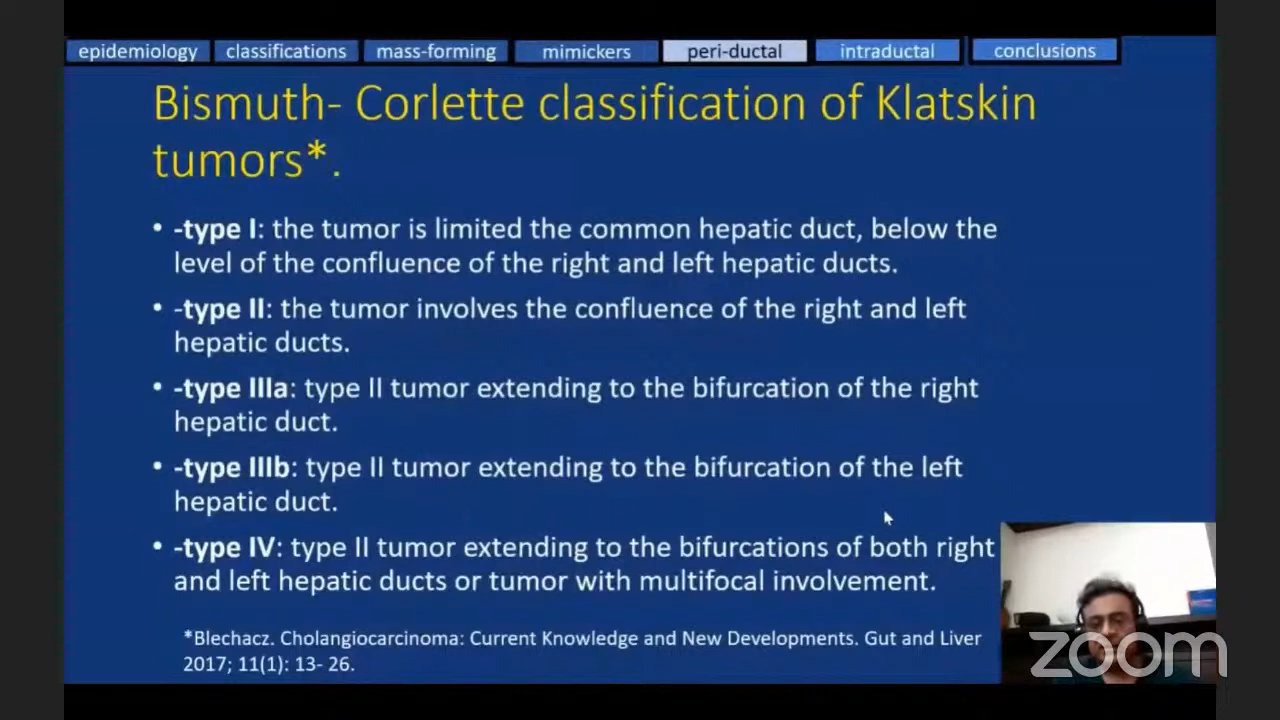 epidemiology classifications mass-forming mimickers peri-ductal intraductal conclusions
Bismuth- Corlette classification of Klatskin
tumors*.
• -type I: the tumor is limited the common hepatic duct, below the
level of the confluence of the right and left hepatic ducts.
• -type II: the tumor involves the confluence of the right and left
hepatic ducts.
• -type IIIa: type II tumor extending to the bifurcation of the right
hepatic duct.
• -type IIIb: type II tumor extending to the bifurcation of the left
hepatic duct.
• -type IV: type II tumor extending to the bifurcations of both right
and left hepatic ducts or tumor with multifocal involvement.
*Blechacz. Cholangiocarcinoma: Current Knowledge and New Developments. Gut and Liver
2017; 11(1): 13- 26.
zoom